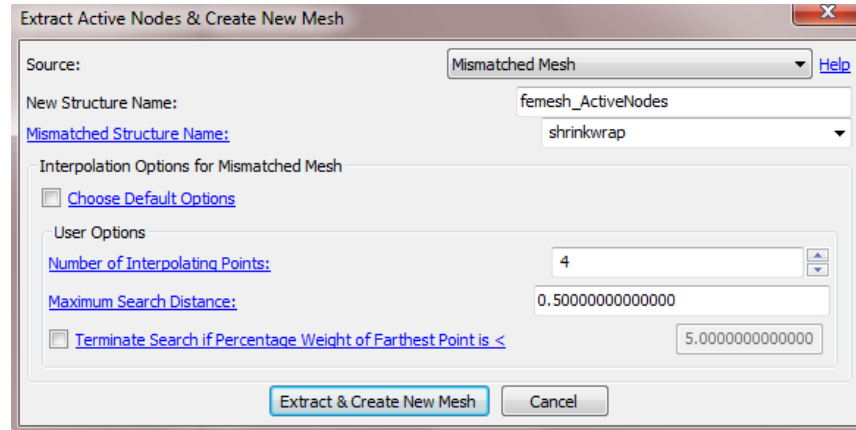 Extract Active Nodes & Create New Mesh
Source: Mismatched Mesh Help
New Structure Name: femesh_ActiveNodes
Mismatched Structure Name: shrinkwrap
Interpolation Options for Mismatched Mesh
Choose Default Options
User Options
Number of Interpolating Points: 4
Maximum Search Distance: 0.50000000000000
Terminate Search if Percentage Weight of Farthest Point is < 5.0000000000000
Extract & Create New Mesh Cancel